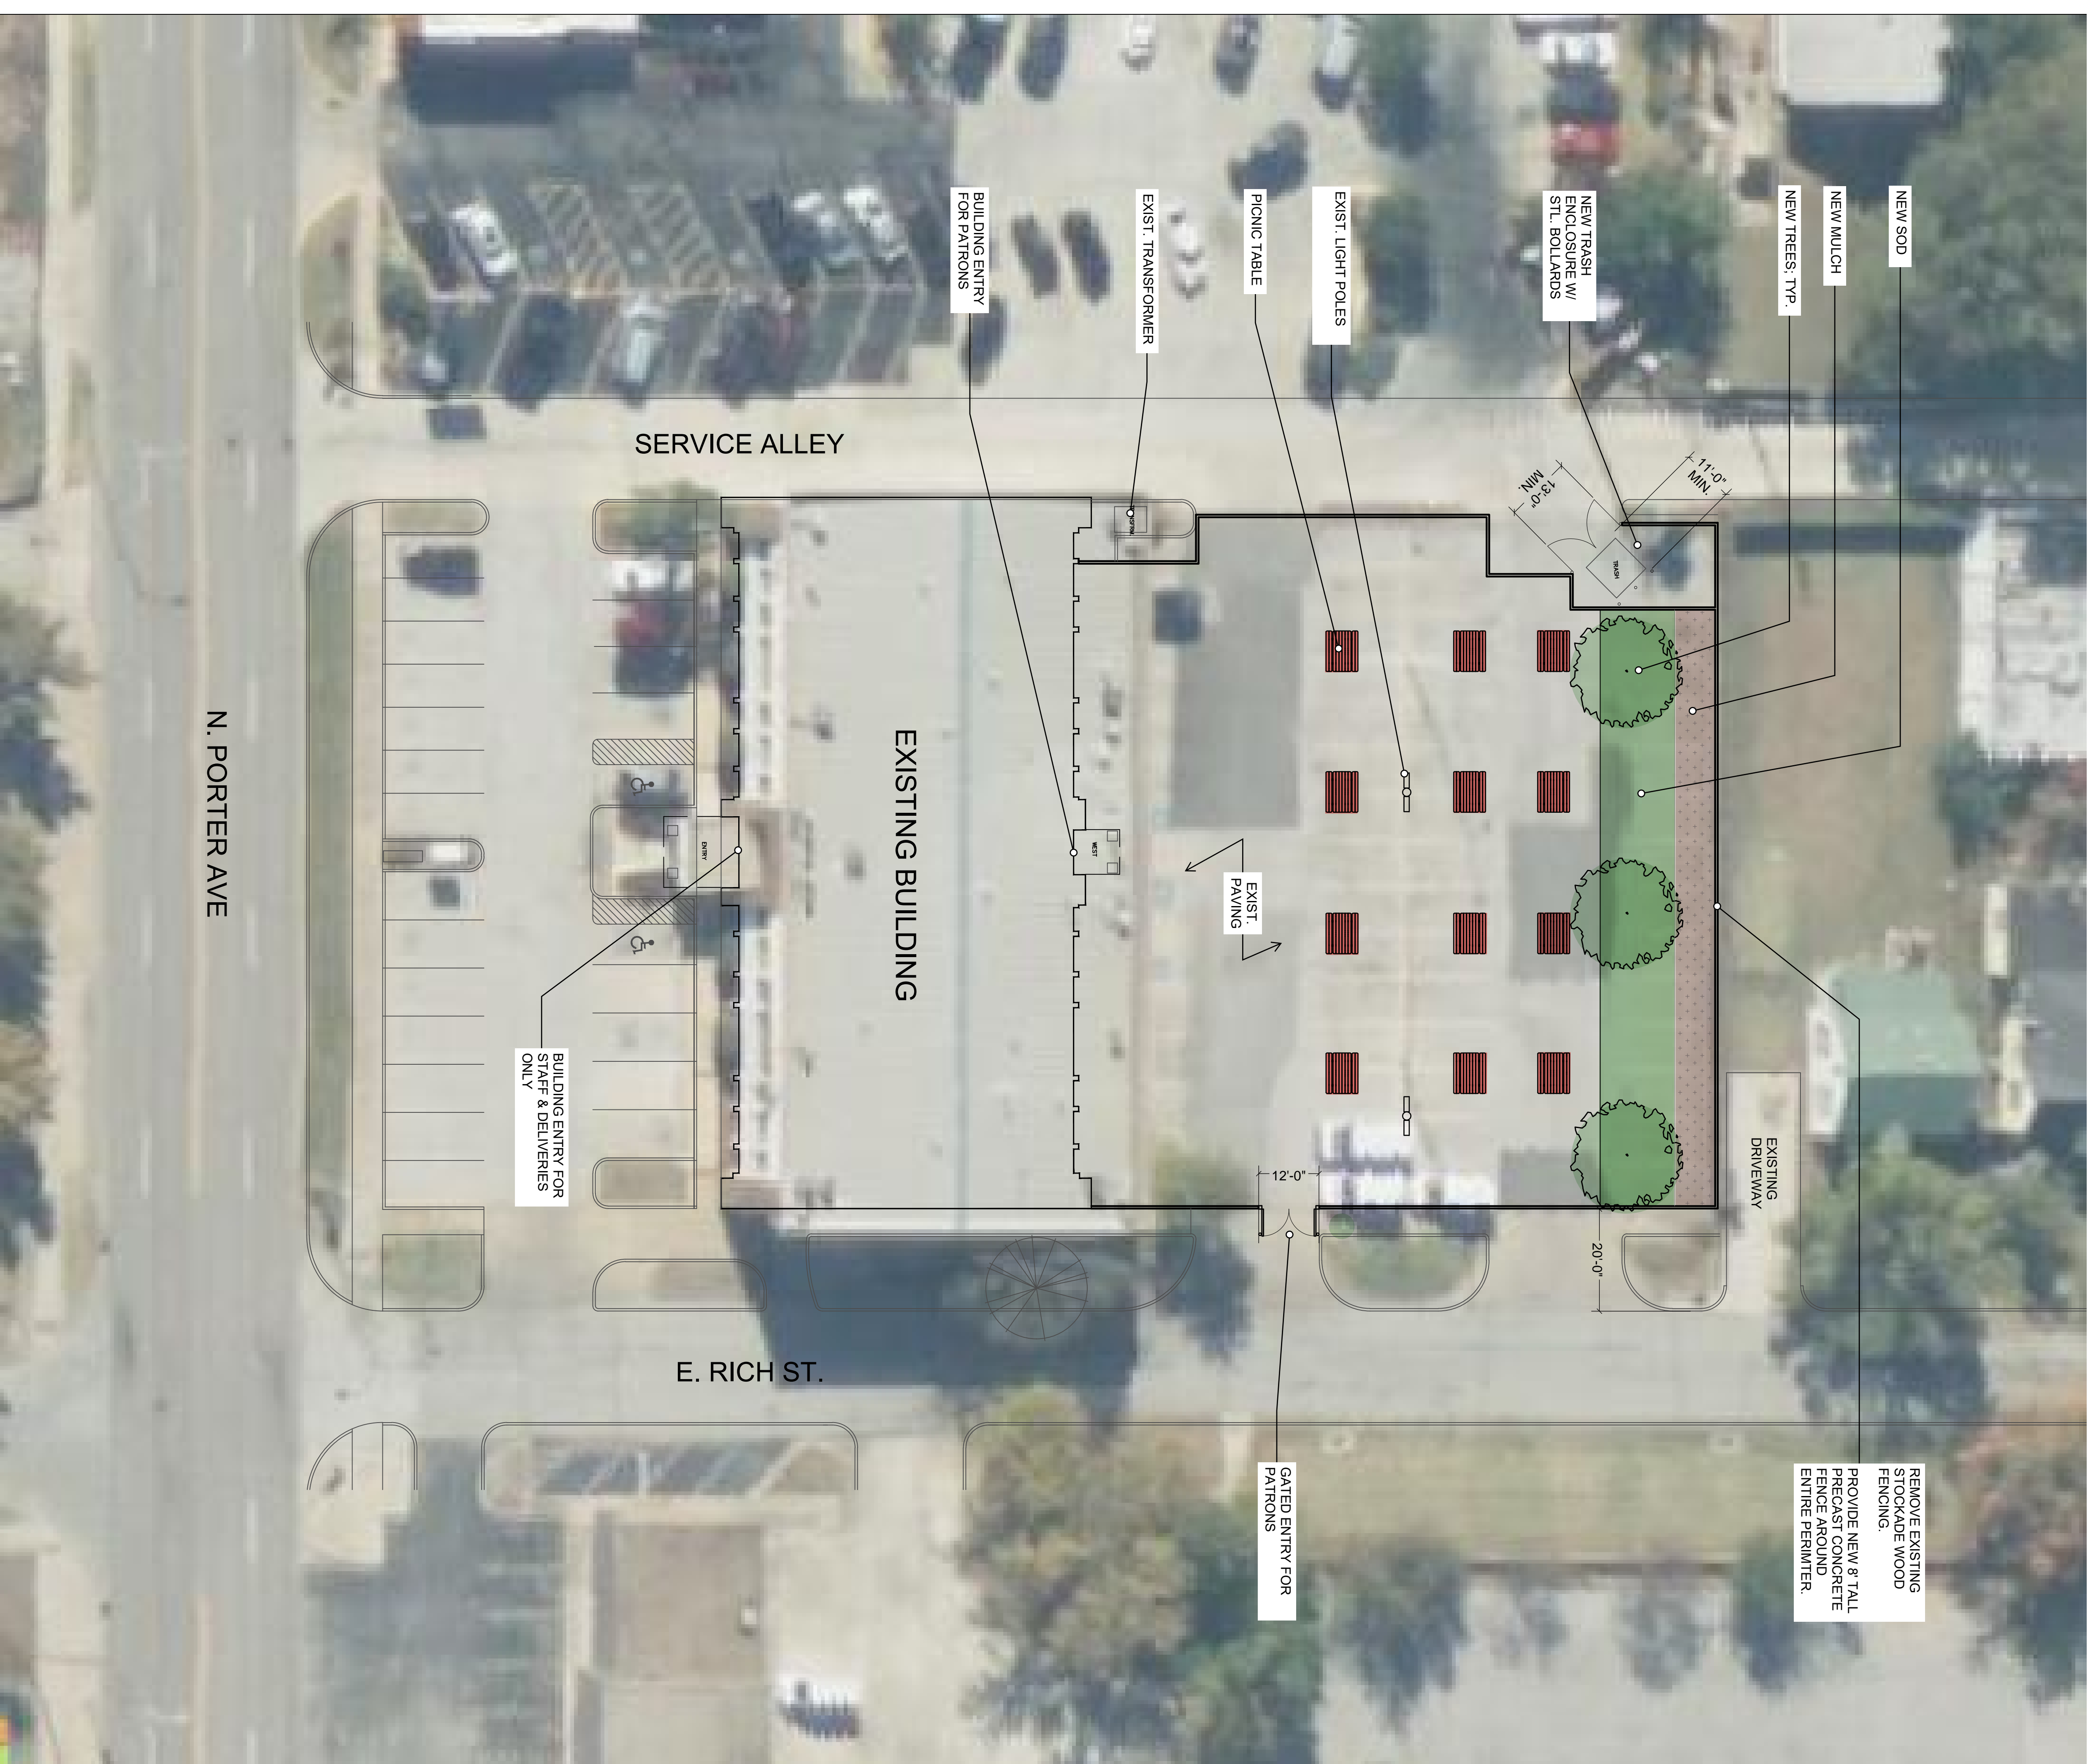 NEW SOD
NEW MULCH
NEW TREES; TYP.
NEW TRASH
ENCLOSURE W/
STL. BOLLARDS
EXIST. LIGHT POLES
PICNIC TABLE
EXIST. TRANSFORMER
BUILDING ENTRY
FOR PATRONS
SERVICE ALLEY
11'-0"
MIN.
13'-0"
MIN.
TRASH
N. PORTER AVE
EXISTING BUILDING
ENTRY
WEST
EXIST.
PAVING
BUILDING ENTRY FOR
STAFF & DELIVERIES
ONLY
12'-0"
20'-0"
EXISTING
DRIVEWAY
E. RICH ST.
GATED ENTRY FOR
PATRONS
REMOVE EXISTING
STOCKADE WOOD
FENCING.
PROVIDE NEW 8' TALL
PRECAST CONCRETE
FENCE AROUND
ENTIRE PERIMTER.